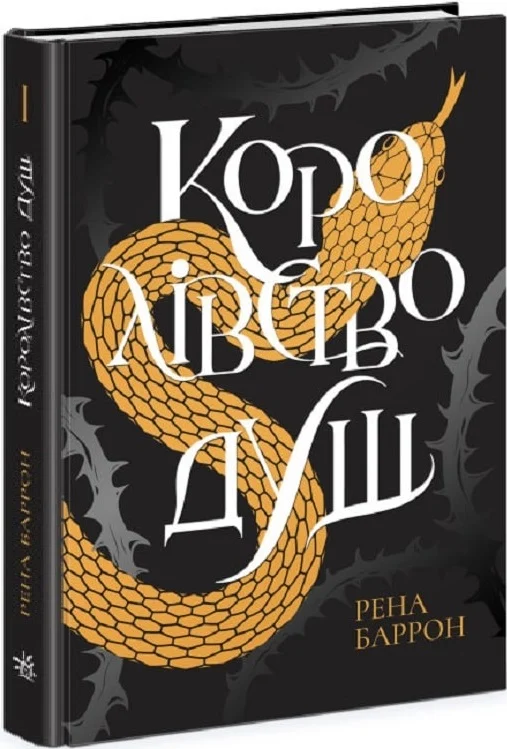 КОРО
ЛІВСТВО
ДУШ
РЕНА
БАРРОН
I
КОРОЛІВСТВО ДУШ
РЕНА БАРРОН